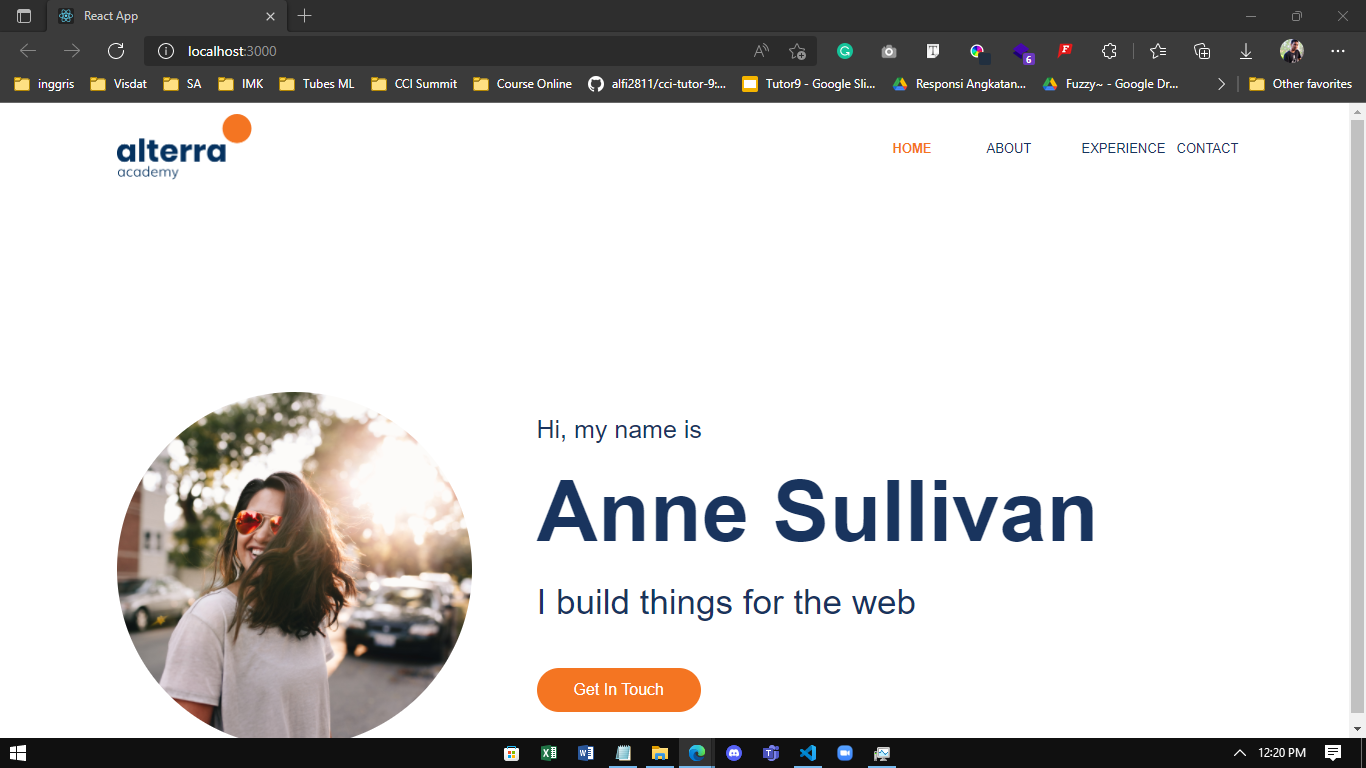 React App
localhost:3000
6
inggris Visdat SA IMK Tubes ML CCI Summit Course Online alfi2811/cci-tutor-9:... Tutor9 - Google Sli... Responsi Angkatan... Fuzzy~ - Google Dr... Other favorites
alterra
academy
HOME ABOUT EXPERIENCE CONTACT
Hi, my name is
Anne Sullivan
I build things for the web
Get In Touch
12:20 PM